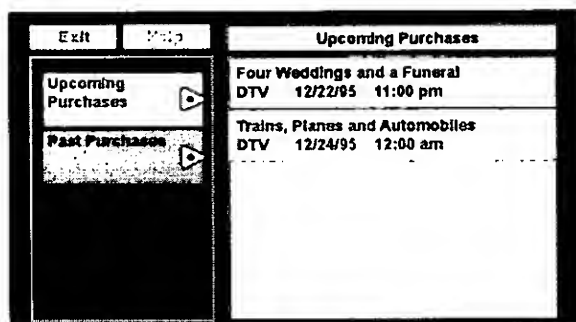 Exit
Help
Upcoming Purchases
Upcoming
Purchases
Past Purchases
Four Weddings and a Funeral
DTV 12/22/95 11:00 pm
Trains, Planes and Automobiles
DTV 12/24/95 12:00 am